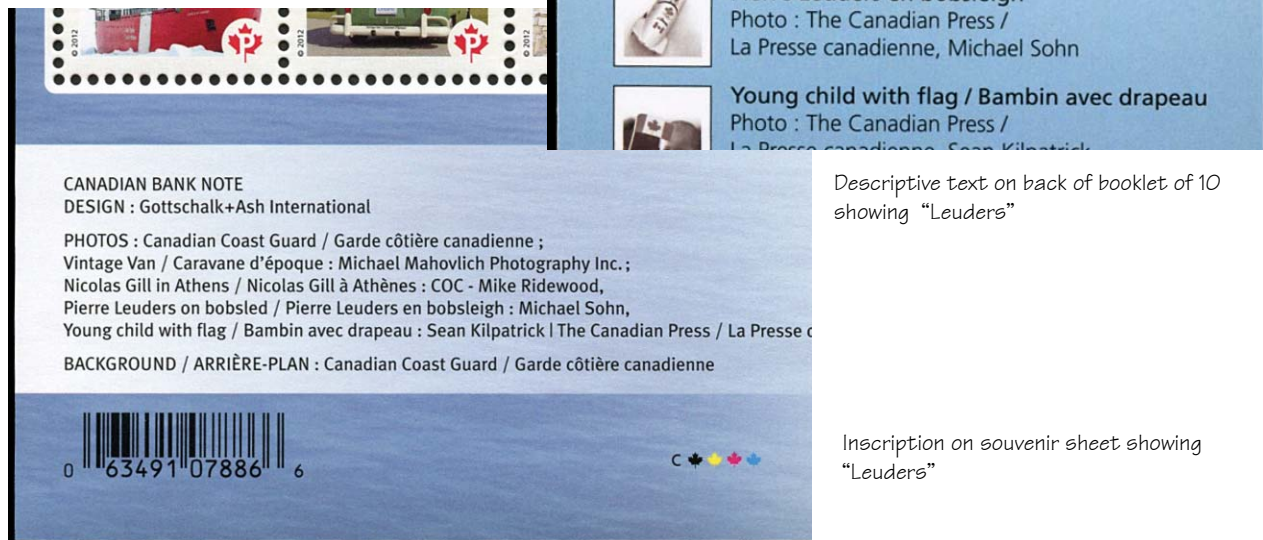 © 2012
P
© 2012
P
© 2012
Photo : The Canadian Press /
La Presse canadienne, Michael Sohn
Young child with flag / Bambin avec drapeau
Photo : The Canadian Press /
La Presse canadienne, Sean Kilpatrick
CANADIAN BANK NOTE
DESIGN : Gottschalk+Ash International
PHOTOS : Canadian Coast Guard / Garde côtière canadienne ;
Vintage Van / Caravane d'époque : Michael Mahovlich Photography Inc. ;
Nicolas Gill in Athens / Nicolas Gill à Athènes : COC - Mike Ridewood,
Pierre Leuders on bobsled / Pierre Leuders en bobsleigh : Michael Sohn,
Young child with flag / Bambin avec drapeau : Sean Kilpatrick | The Canadian Press / La Presse
BACKGROUND / ARRIÈRE-PLAN : Canadian Coast Guard / Garde côtière canadienne
0 63491 07886 6
C
Descriptive text on back of booklet of 10
showing "Leuders"
Inscription on souvenir sheet showing
"Leuders"